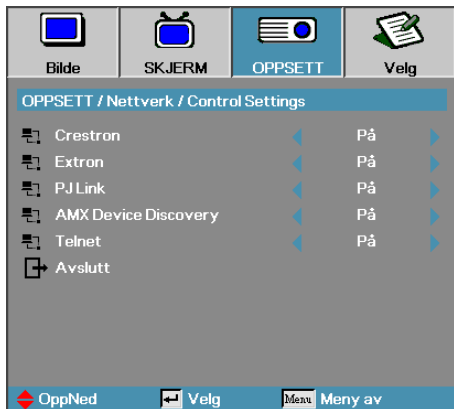 Bilde SKJERM OPPSETT Velg
OPPSETT / Nettverk / Control Settings
Crestron På
Extron På
PJ Link På
AMX Device Discovery På
Telnet På
Avslutt
OppNed Velg Menu Meny av